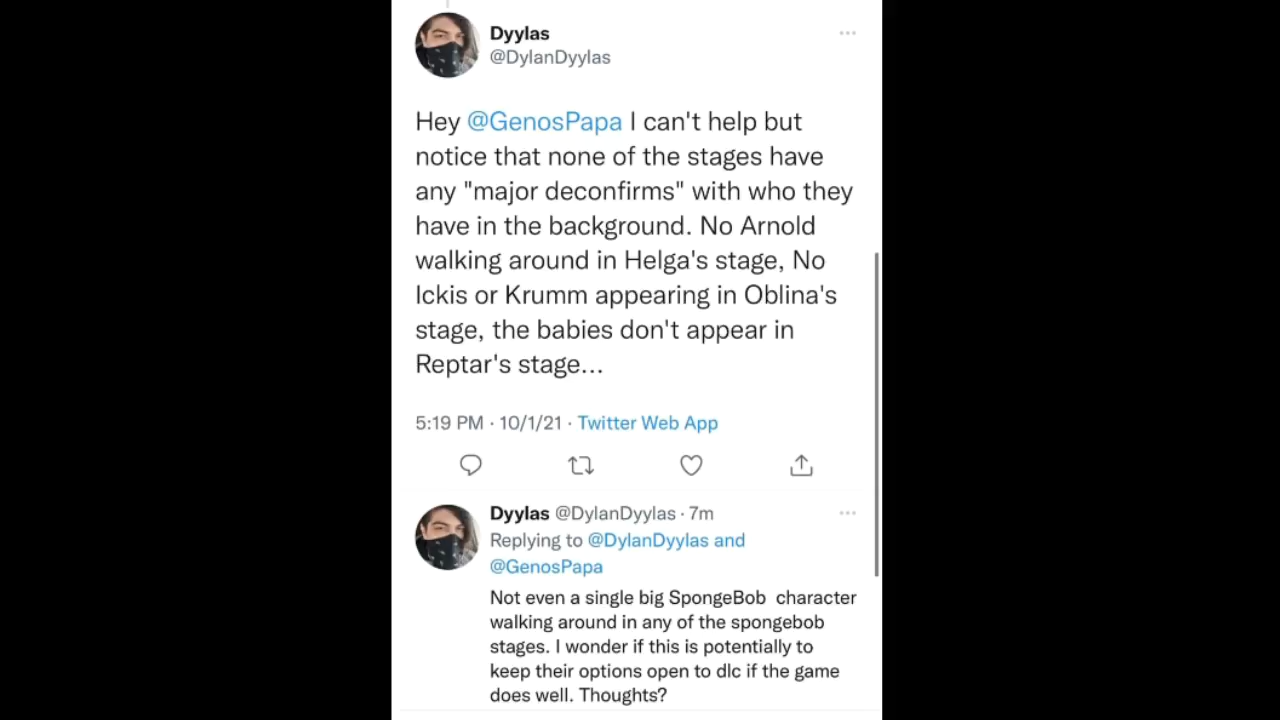 Dyylas
@DylanDyylas
Hey @GenosPapa I can't help but
notice that none of the stages have
any "major deconfirms" with who they
have in the background. No Arnold
walking around in Helga's stage, No
Ickis or Krumm appearing in Oblina's
stage, the babies don't appear in
Reptar's stage...
5:19 PM · 10/1/21 · Twitter Web App
Dyylas @DylanDyylas · 7m
Replying to @DylanDyylas and
@GenosPapa
Not even a single big SpongeBob character
walking around in any of the spongebob
stages. I wonder if this is potentially to
keep their options open to dlc if the game
does well. Thoughts?